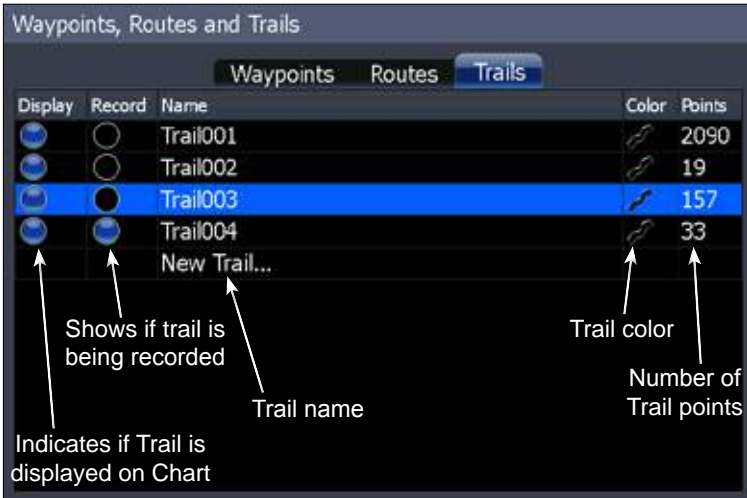 Waypoints, Routes and Trails
Waypoints Routes Trails
Display Record Name Color Points
Trail001 2090
Trail002 19
Trail003 157
Trail004 33
New Trail...
Shows if trail is
being recorded
Trail color
Trail name
Number of
Trail points
Indicates if Trail is
displayed on Chart